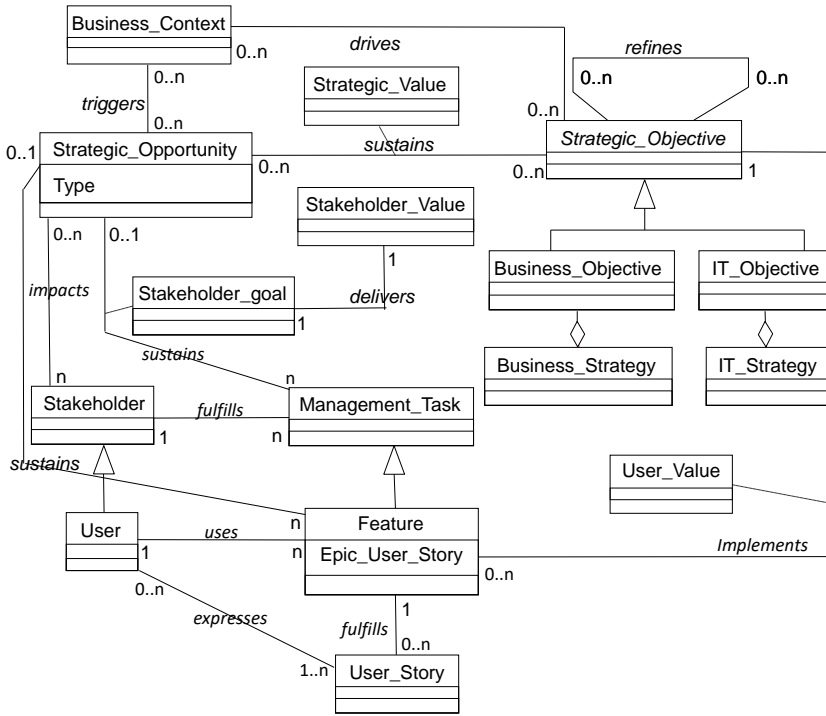 Business_Context
0..n
drives
refines
0..n
0..n
0..n
Strategic_Value
triggers
0..n
0..n
0..1
Strategic_Opportunity
sustains
Strategic_Objective
0..n
0..n
1
Type
Stakeholder_Value
0..n
0..1
1
Business_Objective
IT_Objective
impacts
Stakeholder_goal
delivers
1
sustains
Business_Strategy
IT_Strategy
n
n
Stakeholder
fulfills
Management_Task
1
n
sustains
User_Value
n
Feature
User
uses
1
n
Epic_User_Story
Implements
0..n
0..n
1
expresses
fulfills
0..n
1..n
User_Story